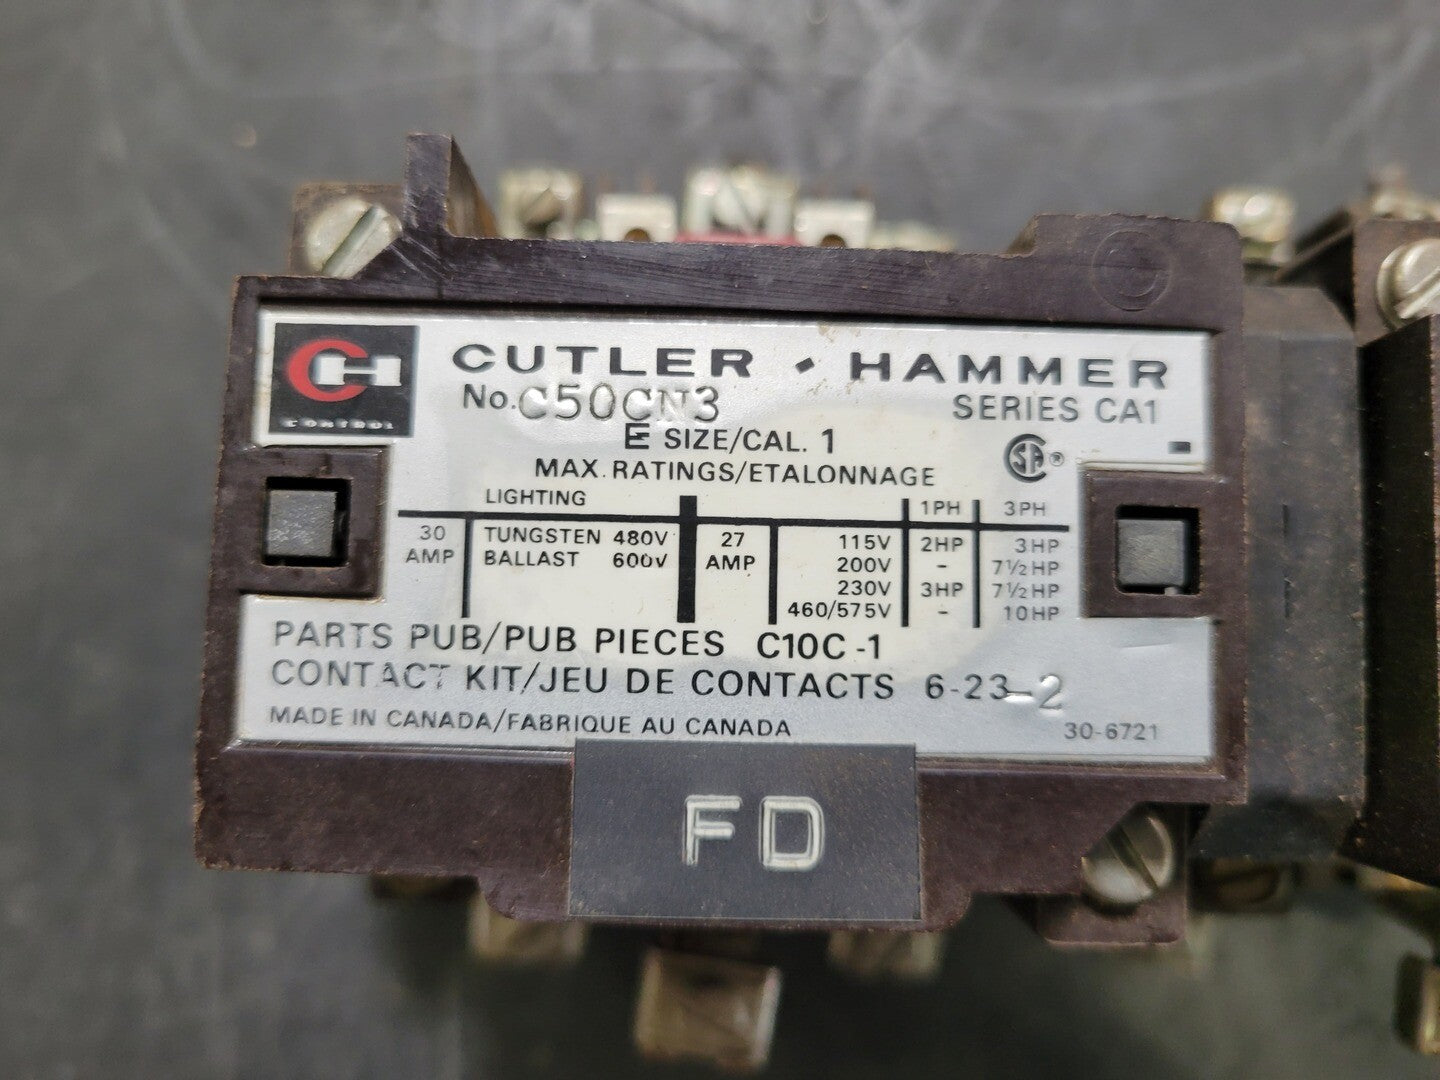 CH
CONTROL
CUTLER · HAMMER
No. C50CN3
SERIES CA1
E SIZE/CAL. 1
SA®
MAX. RATINGS/ETALONNAGE
LIGHTING 1PH 3PH
30 AMP TUNGSTEN 480V 27 AMP 115V 2HP 3HP
BALLAST 600V 200V - 7½HP
230V 3HP 7½HP
460/575V - 10HP
PARTS PUB/PUB PIECES C10C-1
CONTACT KIT/JEU DE CONTACTS 6-23-2
MADE IN CANADA/FABRIQUE AU CANADA 30-6721
FD